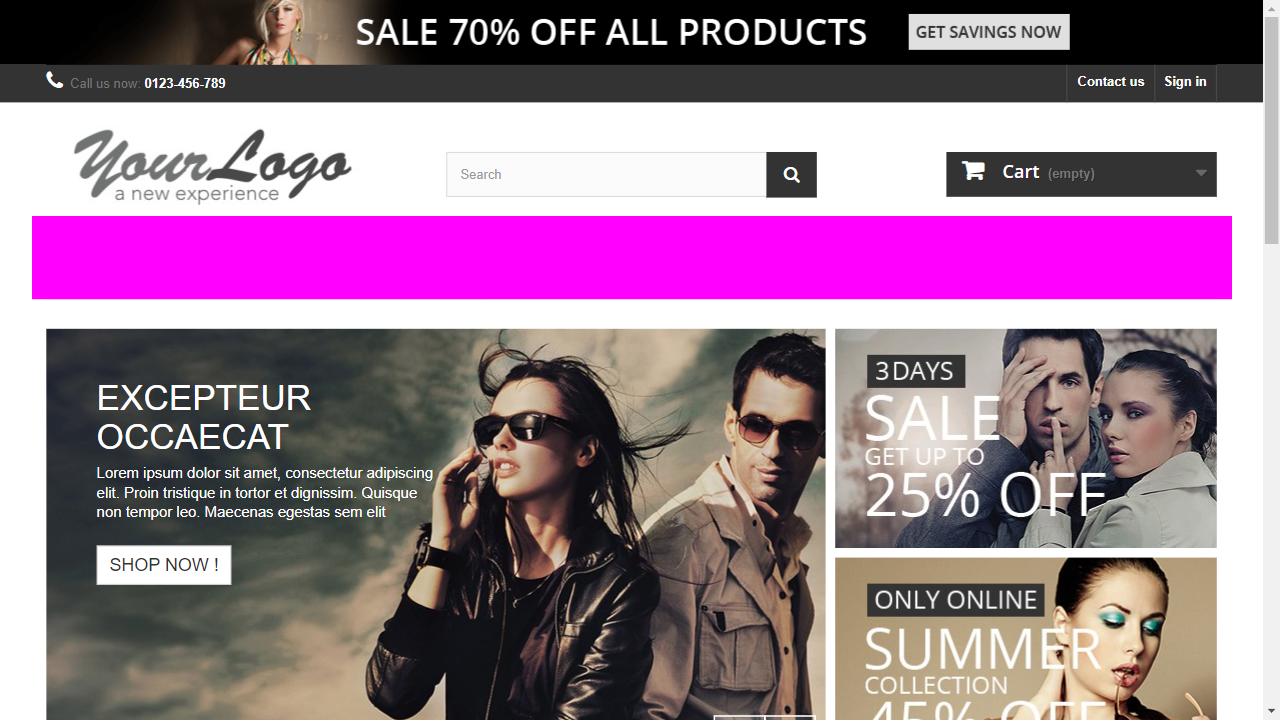 SALE 70% OFF ALL PRODUCTS
GET SAVINGS NOW
Call us now: 0123-456-789
Contact us
Sign in
YourLogo
a new experience
Search
Cart (empty)
EXCEPTEUR
OCCAECAT
Lorem ipsum dolor sit amet, consectetur adipiscing
elit. Proin tristique in tortor et dignissim. Quisque
non tempor leo. Maecenas egestas sem elit
SHOP NOW !
3 DAYS
SALE
GET UP TO
25% OFF
ONLY ONLINE
SUMMER
COLLECTION
45% OFF